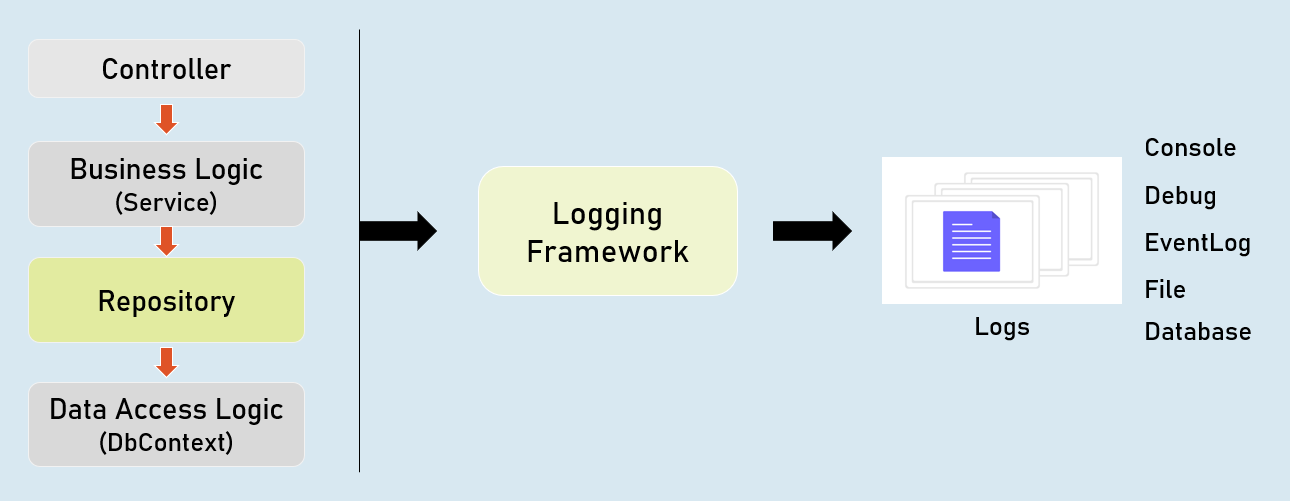 Controller
Business Logic
(Service)
Repository
Data Access Logic
(DbContext)
Logging
Framework
Logs
Console
Debug
EventLog
File
Database